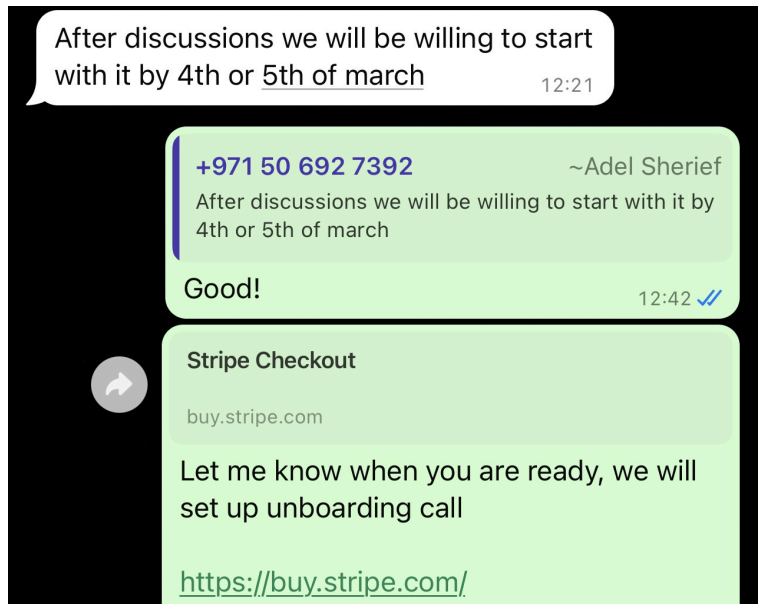 After discussions we will be willing to start
with it by 4th or 5th of march
12:21
+971 50 692 7392 ~Adel Sherief
After discussions we will be willing to start with it by
4th or 5th of march
Good!
12:42
Stripe Checkout
buy.stripe.com
Let me know when you are ready, we will
set up unboarding call
https://buy.stripe.com/